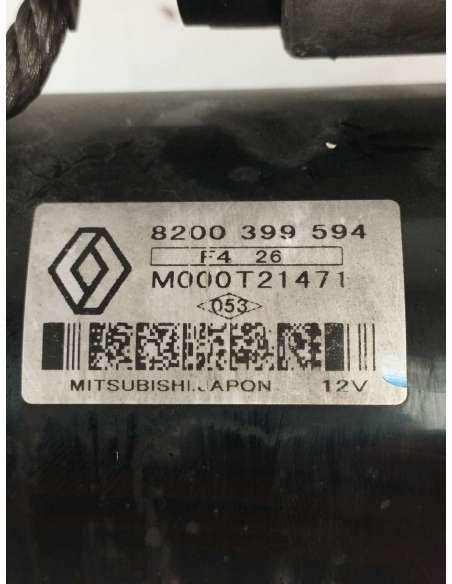 8200 399 594
F4 26
M000T21471
053
MITSUBISHI.JAPON 12V